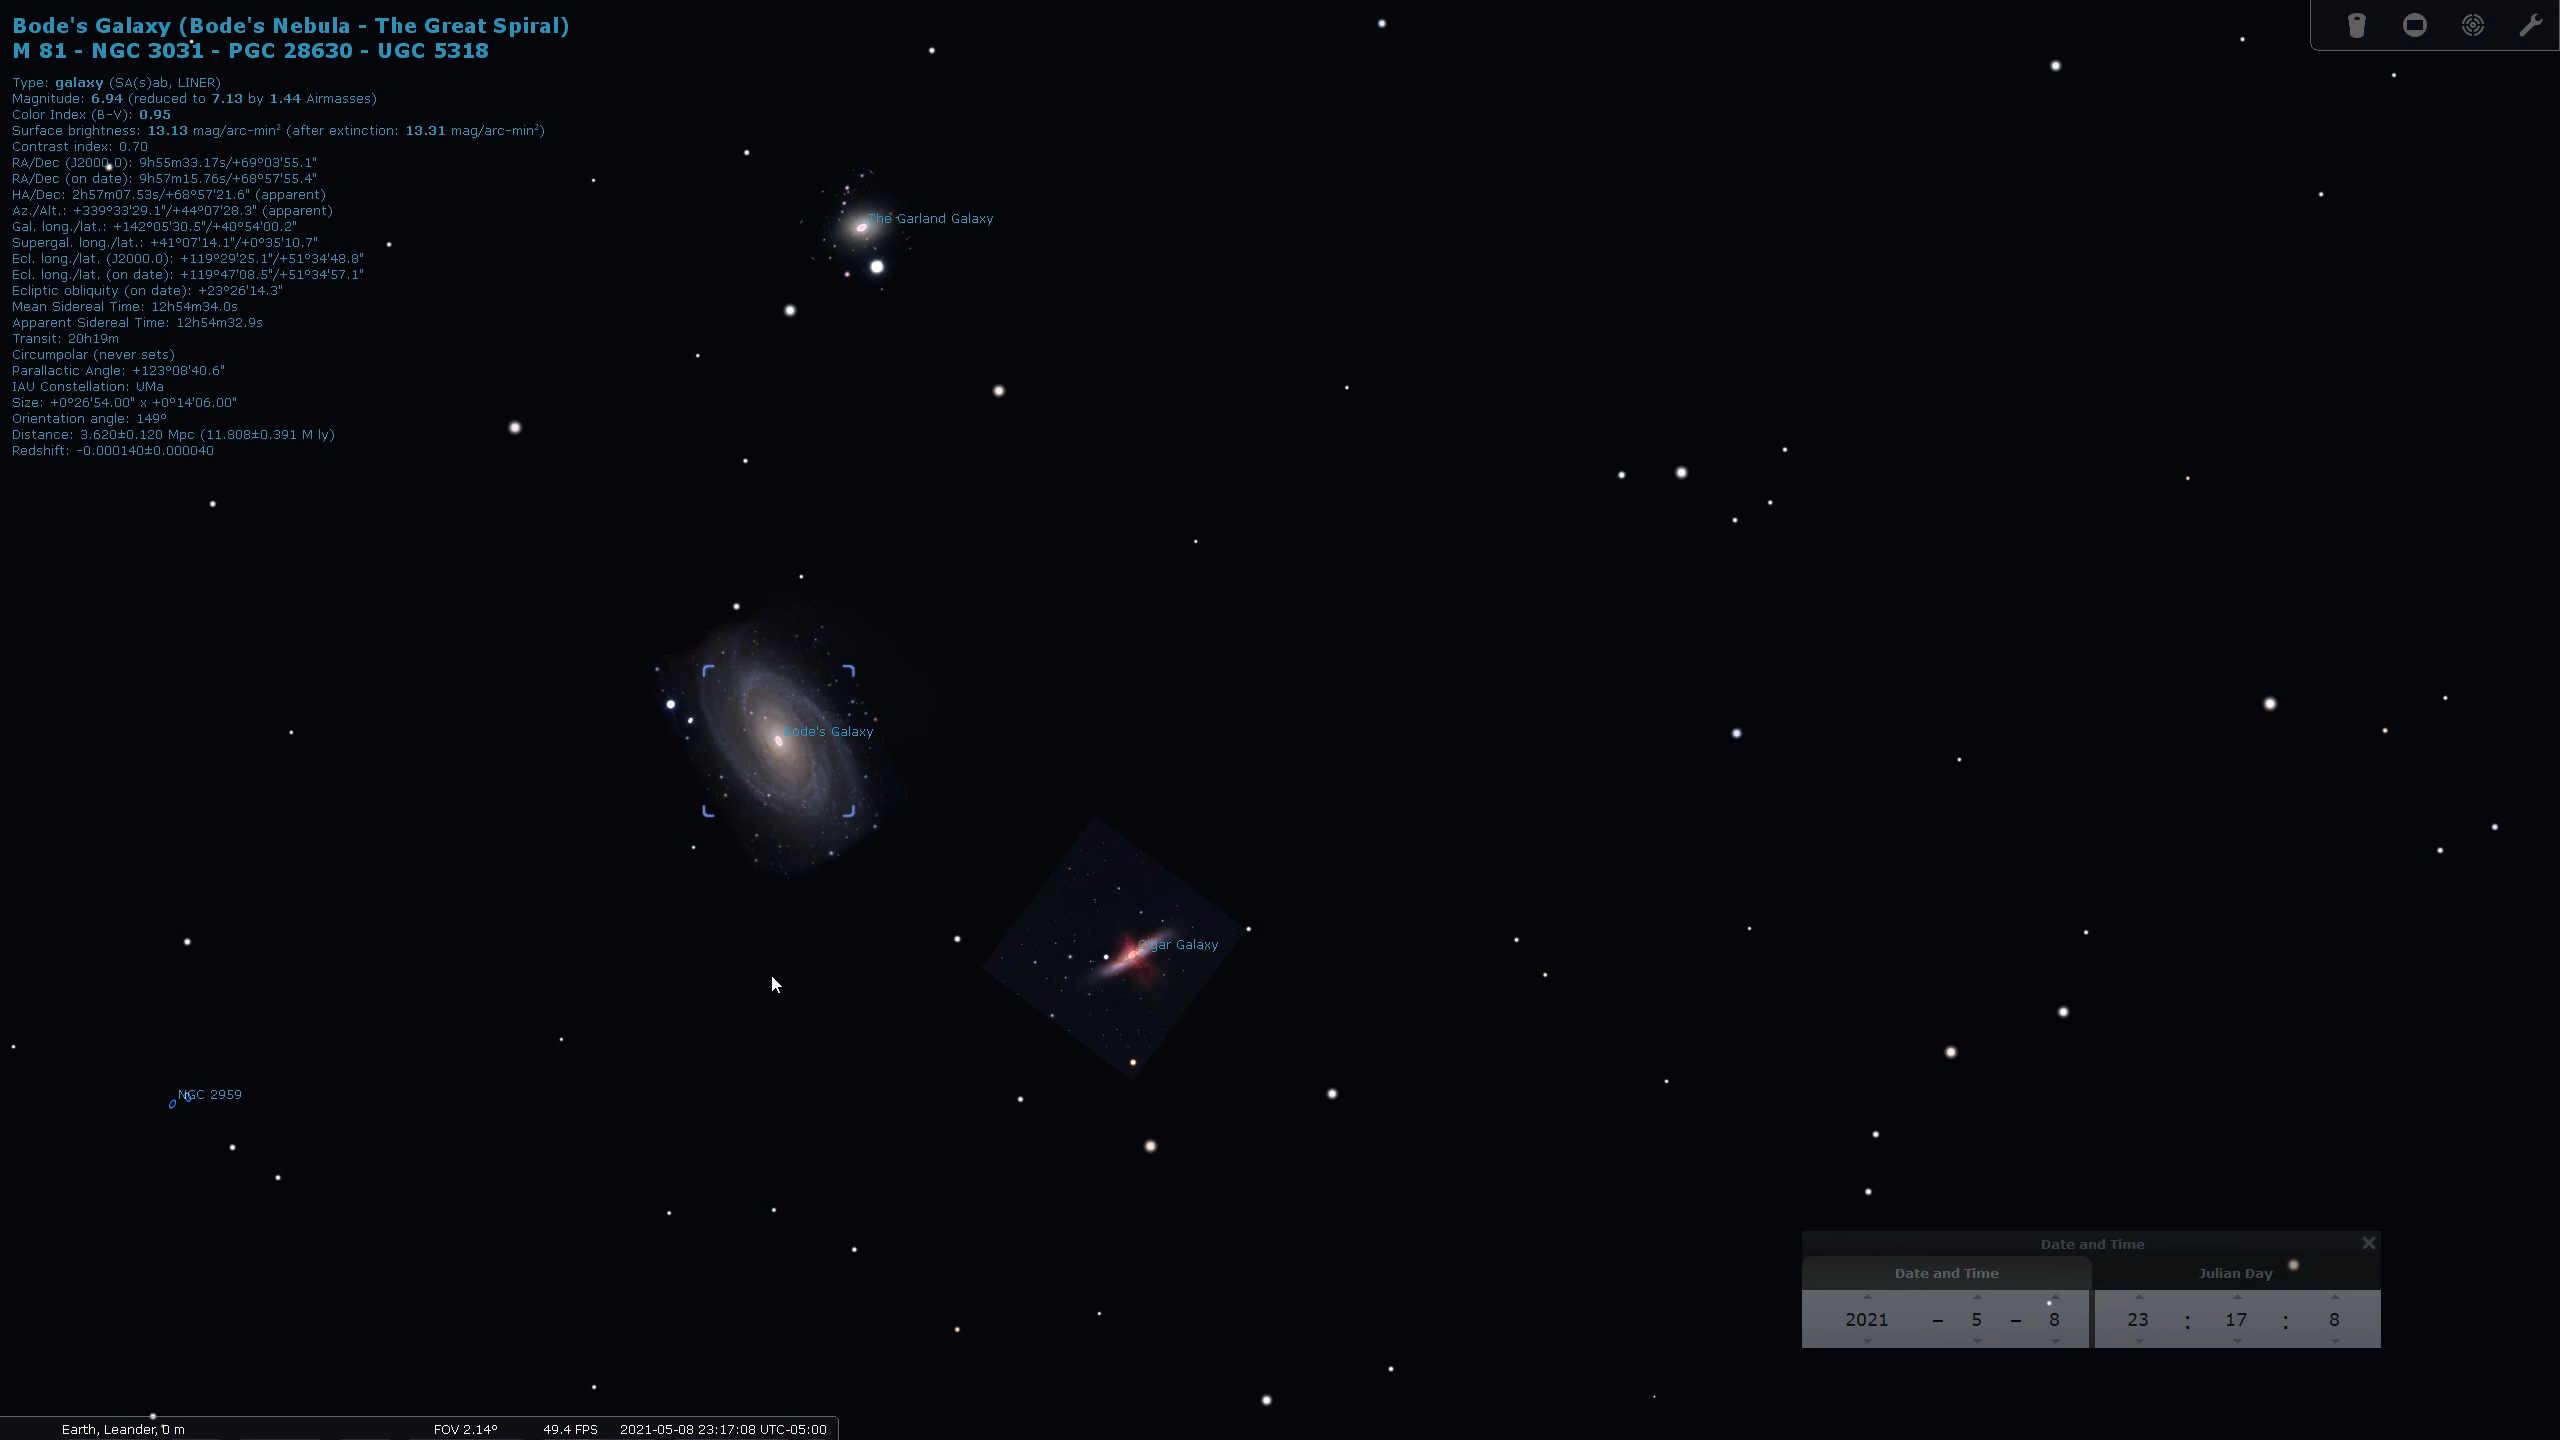 Bode's Galaxy (Bode's Nebula - The Great Spiral)
M 81 - NGC 3031 - PGC 28630 - UGC 5318
Type: galaxy (SA(s)ab, LINER)
Magnitude: 6.94 (reduced to 7.13 by 1.44 Airmasses)
Color Index (B-V): 0.95
Surface brightness: 13.13 mag/arc-min² (after extinction: 13.31 mag/arc-min²)
Contrast index: 0.70
RA/Dec (J2000.0): 9h55m33.17s/+69°03'55.1"
RA/Dec (on date): 9h57m15.76s/+68°57'55.4"
HA/Dec: 2h57m07.53s/+68°57'21.6" (apparent)
Az./Alt.: +339°33'29.1"/+44°07'28.3" (apparent)
Gal. long./lat.: +142°05'30.5"/+40°54'00.2"
Supergal. long./lat.: +41°07'14.1"/+0°35'10.7"
Ecl. long./lat. (J2000.0): +119°29'25.1"/+51°34'48.8"
Ecl. long./lat. (on date): +119°47'08.5"/+51°34'57.1"
Ecliptic obliquity (on date): +23°26'14.3"
Mean Sidereal Time: 12h54m34.0s
Apparent Sidereal Time: 12h54m32.9s
Transit: 20h19m
Circumpolar (never sets)
Parallactic Angle: +123°08'40.6"
IAU Constellation: UMa
Size: +0°26'54.00" x +0°14'06.00"
Orientation angle: 149°
Distance: 3.620±0.120 Mpc (11.808±0.391 M ly)
Redshift: -0.000140±0.000040
The Garland Galaxy
Bode's Galaxy
Cigar Galaxy
NGC 2959
Date and Time
Date and Time Julian Day
2021 - 5 - 8 23 : 17 : 8
Earth, Leander, 0 m FOV 2.14° 49.4 FPS 2021-05-08 23:17:08 UTC-05:00